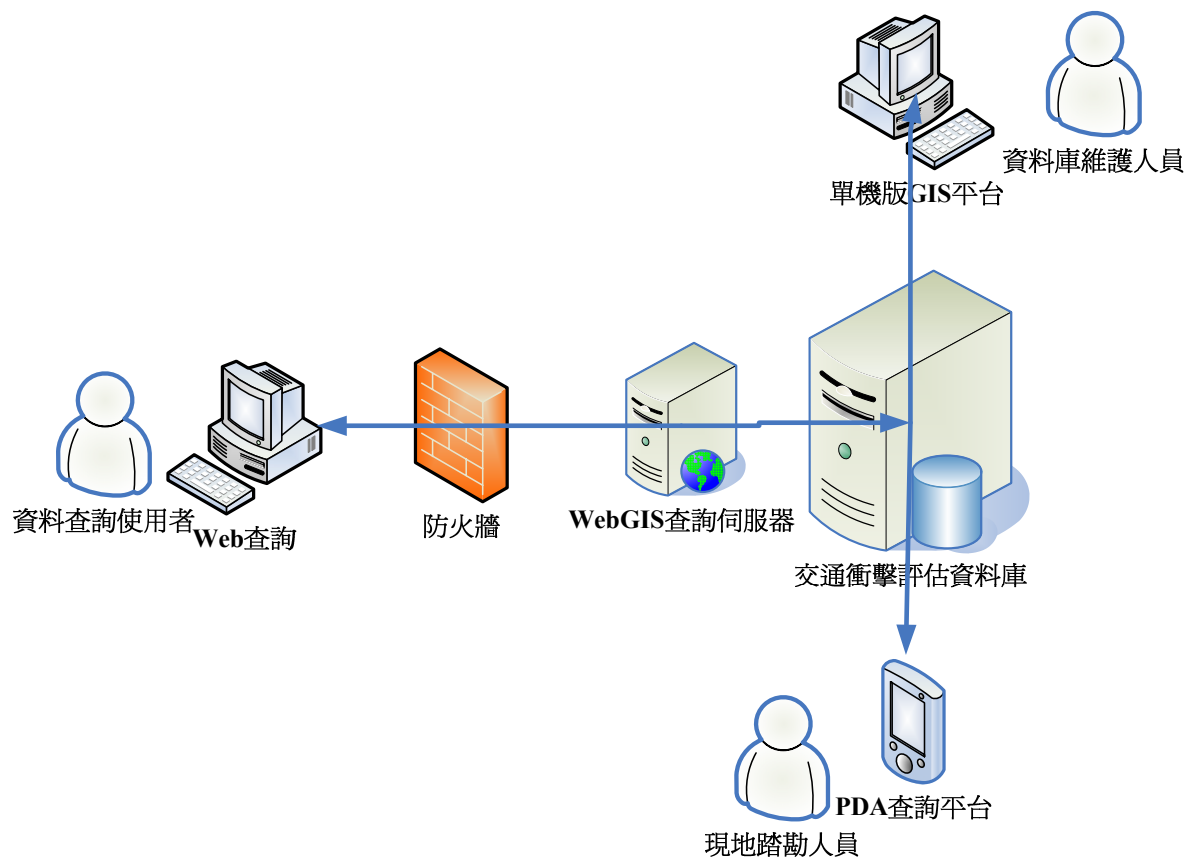 資料庫維護人員
單機版GIS平台
資料查詢使用者
Web查詢
防火牆
WebGIS查詢伺服器
交通衝擊評估資料庫
PDA查詢平台
現地踏勘人員